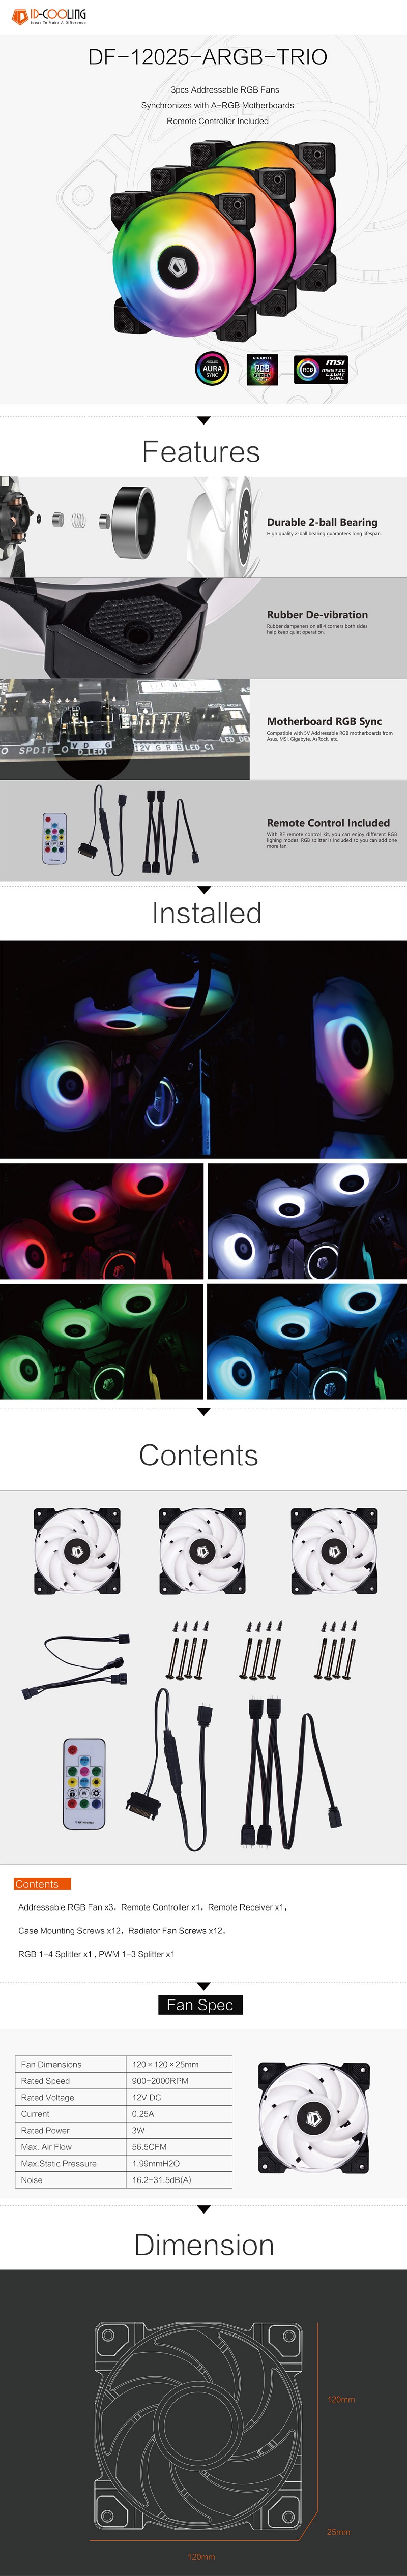 ID-COOLING
Ideas To Make A Difference
DF-12025-ARGB-TRIO
3pcs Addressable RGB Fans
Synchronizes with A-RGB Motherboards
Remote Controller Included
ASUS
AURA
SYNC
GIGABYTE
RGB
FUSION
RGB
msi
MYSTIC
LIGHT
SYNC
Features
Durable 2-ball Bearing
High quality 2-ball bearing guarantees long lifespan.
Rubber De-vibration
Rubber dampeners on all 4 corners both sides
help keep quiet operation.
SPDIF_O V D G
D_LED1
12V G R B LED_C1
LED_DE
Motherboard RGB Sync
Compatible with 5V Addressable RGB motherboards from
Asus, MSI, Gigabyte, AsRock, etc.
Remote Control Included
With RF remote control kit, you can enjoy different RGB
lighing modes. RGB splitter is included so you can add one
more fan.
Installed
Contents
Contents
Addressable RGB Fan x3, Remote Controller x1, Remote Receiver x1,
Case Mounting Screws x12, Radiator Fan Screws x12,
RGB 1-4 Splitter x1 , PWM 1-3 Splitter x1
Fan Spec
Fan Dimensions 120×120×25mm
Rated Speed 900-2000RPM
Rated Voltage 12V DC
Current 0.25A
Rated Power 3W
Max. Air Flow 56.5CFM
Max.Static Pressure 1.99mmH2O
Noise 16.2-31.5dB(A)
Dimension
120mm
25mm
120mm